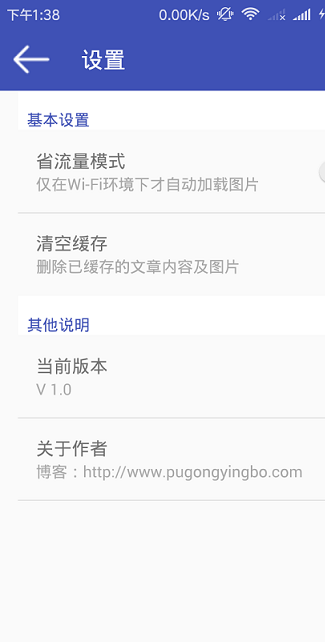 下午1:38
0.00K/s
设置
基本设置
省流量模式
仅在Wi-Fi环境下才自动加载图片
清空缓存
删除已缓存的文章内容及图片
其他说明
当前版本
V 1.0
关于作者
博客：http://www.pugongyingbo.com